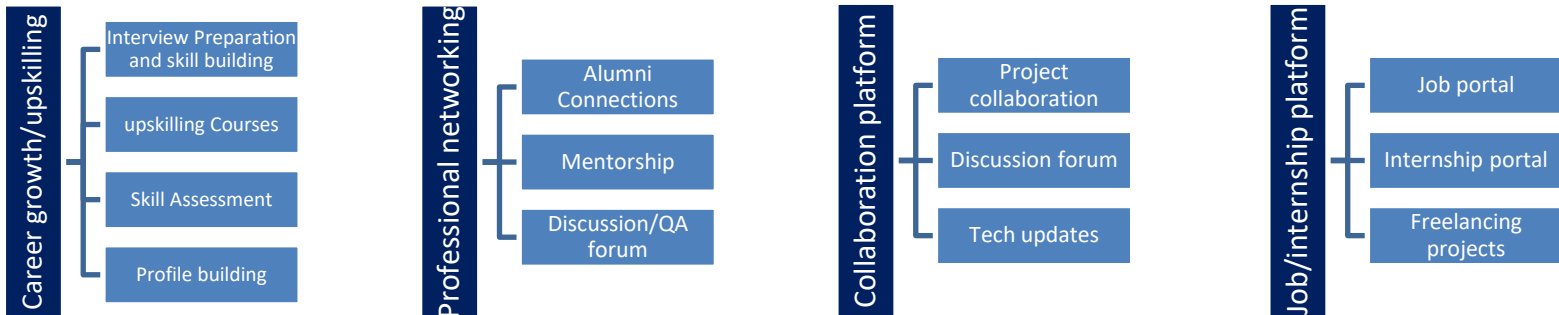 Career growth/upskilling
Interview Preparation
and skill building
upskilling Courses
Skill Assessment
Profile building
Professional networking
Alumni
Connections
Mentorship
Discussion/QA
forum
Collaboration platform
Project
collaboration
Discussion forum
Tech updates
Job/internship platform
Job portal
Internship portal
Freelancing
projects